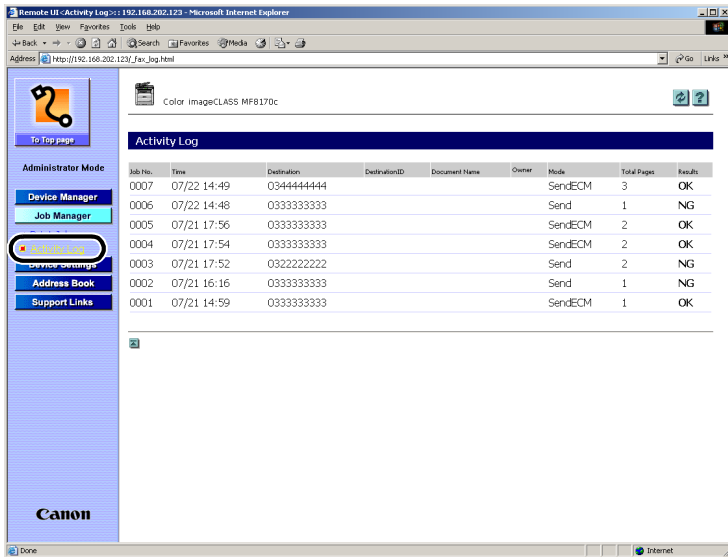 Remote UI <Activity Log>:: 192.168.202.123 - Microsoft Internet Explorer
File Edit View Favorites Tools Help
Back Search Favorites Media
Address http://192.168.202.123/_fax_log.html Go Links »
To Top page
Color imageCLASS MF8170c
Activity Log
Administrator Mode
Device Manager
Job Manager
Activity Log
Device Settings
Address Book
Support Links
Job No. Time Destination DestinationID Document Name Owner Mode Total Pages Results
0007 07/22 14:49 0344444444 SendECM 3 OK
0006 07/22 14:48 0333333333 Send 1 NG
0005 07/21 17:56 0333333333 SendECM 2 OK
0004 07/21 17:54 0333333333 SendECM 2 OK
0003 07/21 17:52 0322222222 Send 2 NG
0002 07/21 16:16 0333333333 Send 1 NG
0001 07/21 14:59 0333333333 SendECM 1 OK
Canon
Done Internet